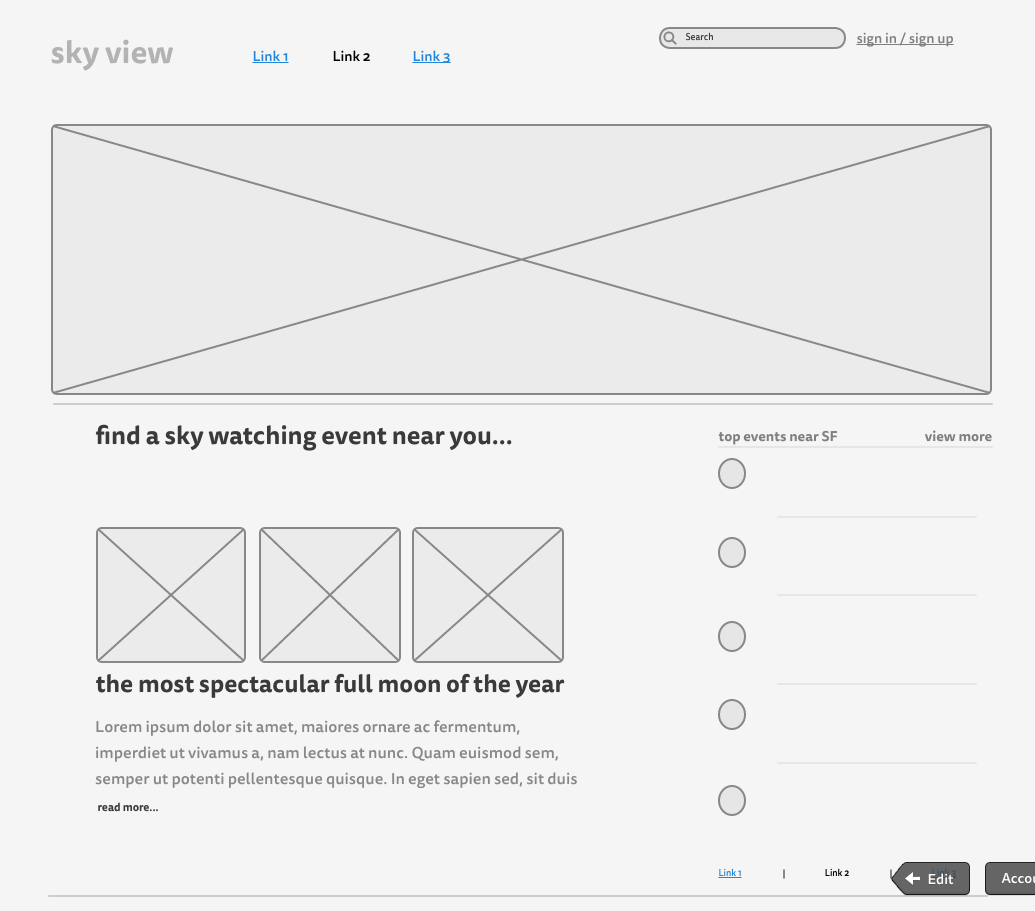 sky view
Link 1
Link 2
Link 3
Search
sign in / sign up
find a sky watching event near you...
top events near SF
view more
the most spectacular full moon of the year
Lorem ipsum dolor sit amet, maiores ornare ac fermentum,
imperdiet ut vivamus a, nam lectus at nunc. Quam euismod sem,
semper ut potenti pellentesque quisque. In eget sapien sed, sit duis
read more...
Link 1 | Link 2 |
Edit